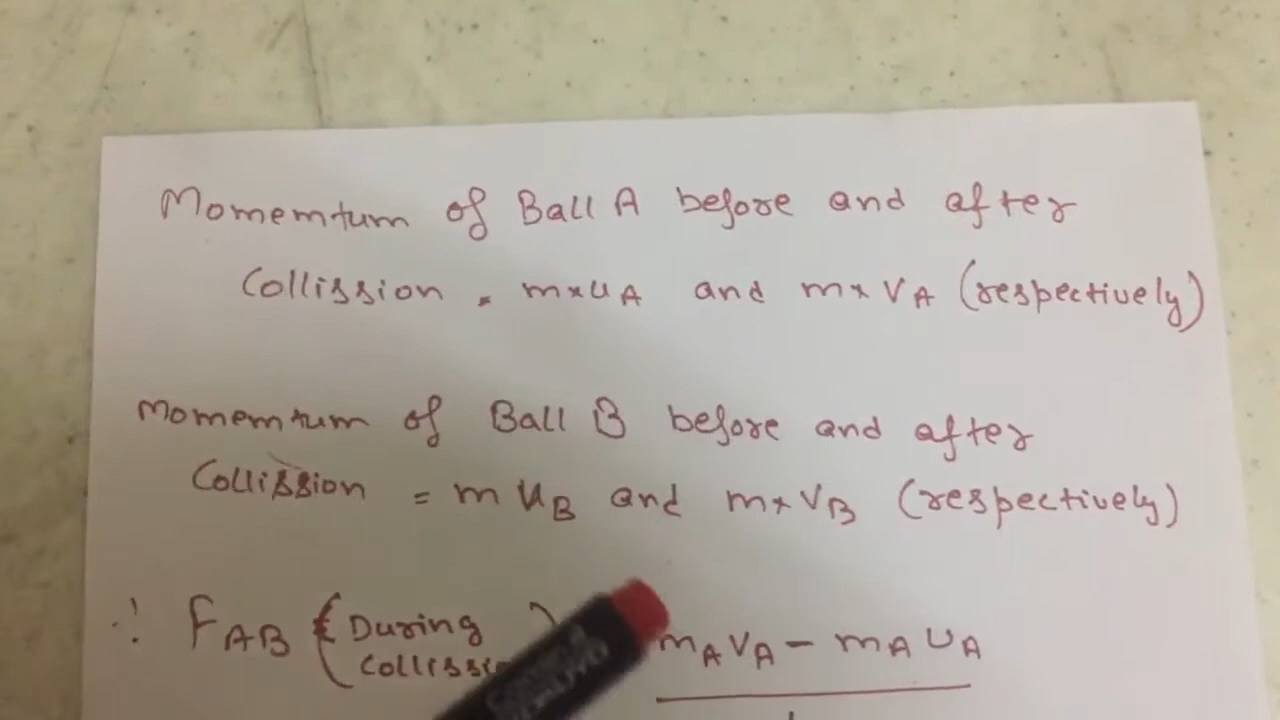 Momemtum of Ball A before and after
Collission = m×uA and m×VA (respectively)
Momemtum of Ball B before and after
Collission = m uB and m×VB (respectively)
∴ FAB (During mAVA - mAUA